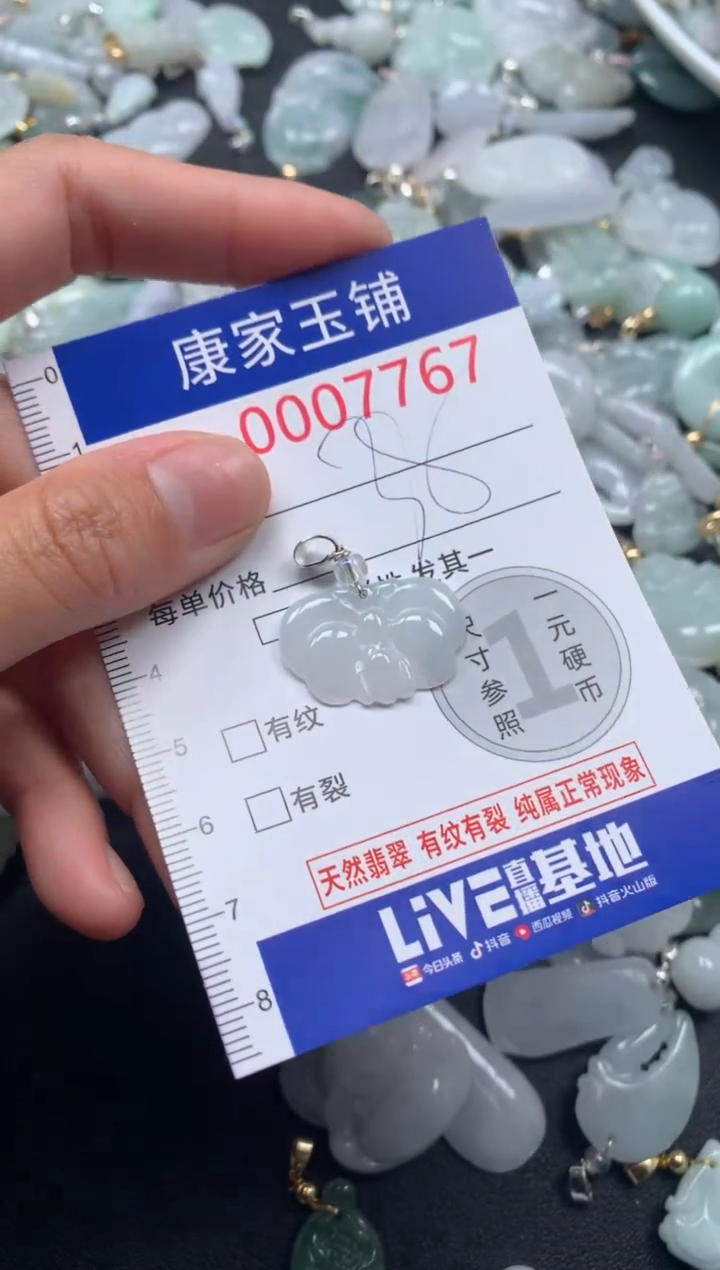 康家玉铺
0007767
每单价格
发其一
尺寸参照
1
一元硬币
有纹
有裂
天然翡翠 有纹有裂 纯属正常现象
LiVE直播基地
今日头条 抖音 西瓜视频 抖音火山版
0
1
4
5
6
7
8